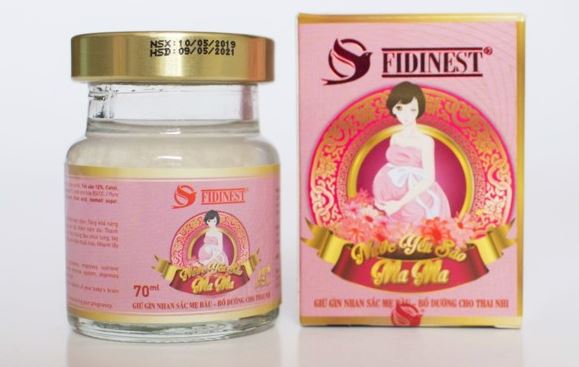 NSX: 10/05/2019
HSD: 09/05/2021
FIDINEST
Nước Yến Sào
Ma Ma
70ml
GIỮ GÌN NHAN SẮC MẸ BẦU - BỔ DƯỠNG CHO THAI NHI
FIDINEST®
Nước Yến Sào
Ma Ma
GIỮ GÌN NHAN SẮC MẸ BẦU - BỔ DƯỠNG CHO THAI NHI